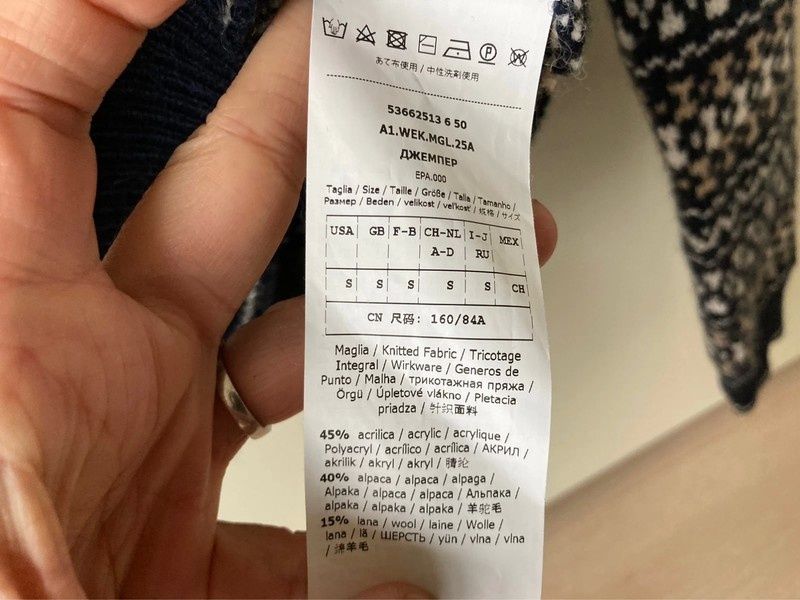 あて布使用 / 中性洗剤使用
53662513 6 50
A1.WEK.MGL.25A
ДЖЕМПЕР
EPA.000
Taglia / Size / Taille / Größe / Talla / Tamanho /
Размер / Beden / velikost / veľkosť / 规格 / サイズ
USA GB F-B CH-NL I-J MEX
A-D RU
S S S S S CH
CN 尺码: 160/84A
Maglia / Knitted Fabric / Tricotage
Integral / Wirkware / Generos de
Punto / Malha / трикотажная пряжа /
Örgü / Úpletové vlákno / Pletacia
priadza / 针织面料
45% acrilica / acrylic / acrylique /
Polyacryl / acrílico / acrílica / АКРИЛ /
akrilik / akryl / akryl / 腈纶
40% alpaca / alpaca / alpaga /
Alpaka / alpaca / alpaca / Альпака /
alpaka / alpaka / alpaka / 羊驼毛
15% lana / wool / laine / Wolle /
lana / lã / ШЕРСТЬ / yün / vlna / vlna
/ 绵羊毛